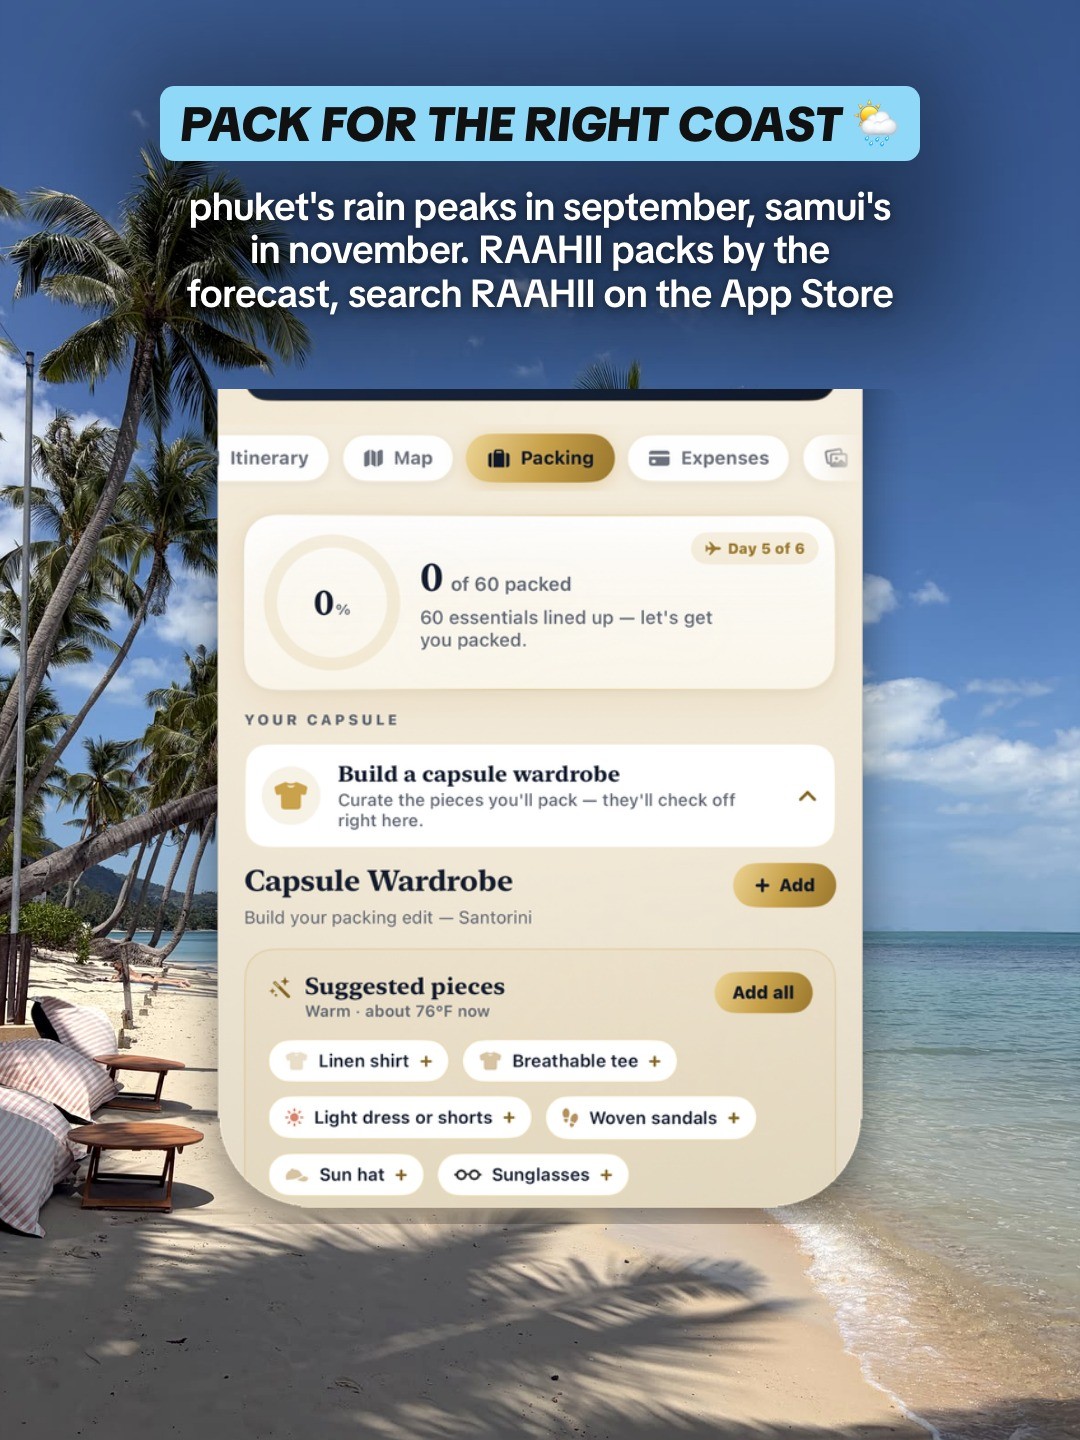 PACK FOR THE RIGHT COAST 🌦️
phuket's rain peaks in september, samui's
in november. RAAHII packs by the
forecast, search RAAHII on the App Store
Itinerary Map Packing Expenses
Day 5 of 6
0% 0 of 60 packed
60 essentials lined up — let's get
you packed.
YOUR CAPSULE
Build a capsule wardrobe
Curate the pieces you'll pack — they'll check off
right here.
Capsule Wardrobe + Add
Build your packing edit — Santorini
Suggested pieces Add all
Warm · about 76°F now
Linen shirt + Breathable tee +
Light dress or shorts + Woven sandals +
Sun hat + Sunglasses +